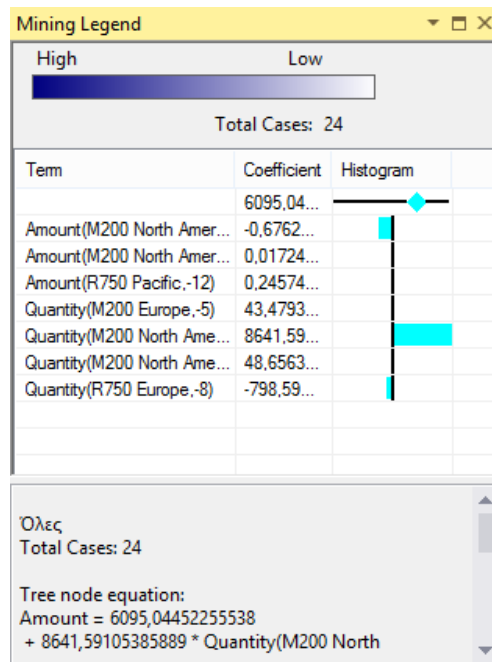 Mining Legend
High Low
Total Cases: 24
Term Coefficient Histogram
6095,04...
Amount(M200 North Amer... -0,6762...
Amount(M200 North Amer... 0,01724...
Amount(R750 Pacific,-12) 0,24574...
Quantity(M200 Europe,-5) 43,4793...
Quantity(M200 North Ame... 8641,59...
Quantity(M200 North Ame... 48,6563...
Quantity(R750 Europe,-8) -798,59...
Όλες
Total Cases: 24
Tree node equation:
Amount = 6095,04452255538
+ 8641,59105385889 * Quantity(M200 North